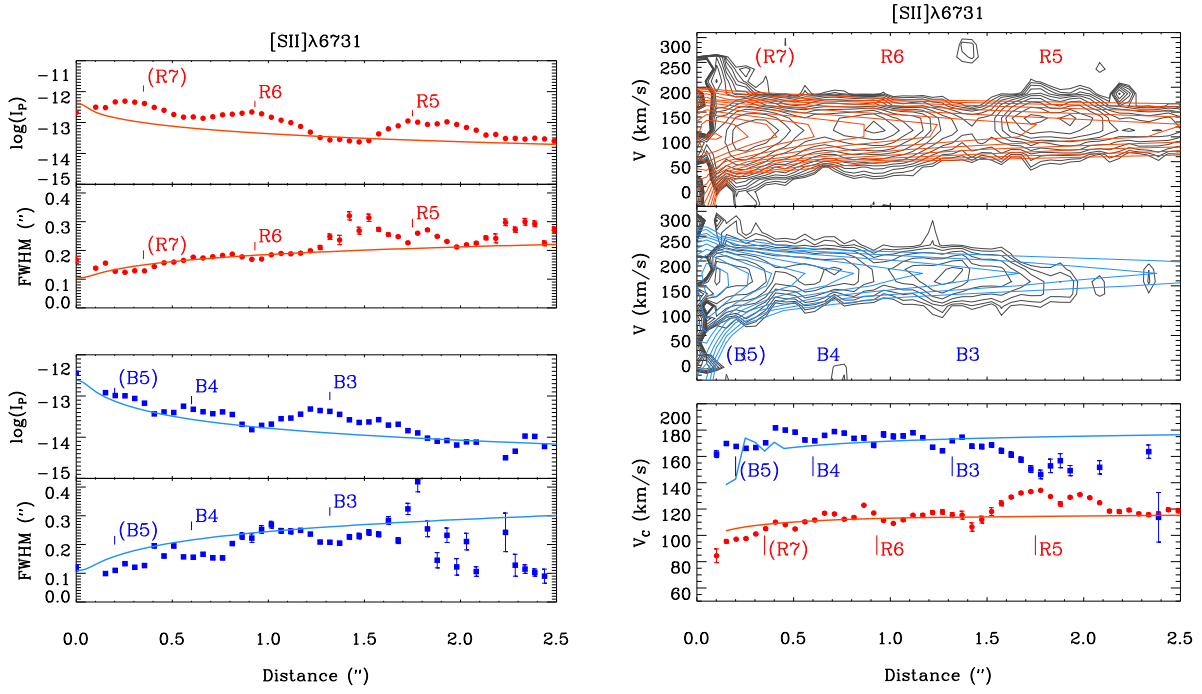 [SII]λ6731
−11
−12
−13
−14
−15
log(I_P)
(R7)
R6
R5
0.4
0.3
0.2
0.1
0.0
FWHM (″)
(R7)
R6
R5
−12
−13
−14
−15
log(I_P)
(B5)
B4
B3
0.4
0.3
0.2
0.1
0.0
FWHM (″)
(B5)
B4
B3
0.0 0.5 1.0 1.5 2.0 2.5
Distance (″)
[SII]λ6731
300
250
200
150
100
50
0
V (km/s)
(R7)
R6
R5
300
250
200
150
100
50
0
V (km/s)
(B5)
B4
B3
200
180
160
140
120
100
80
60
V_C (km/s)
(B5)
B4
B3
(R7)
R6
R5
0.0 0.5 1.0 1.5 2.0 2.5
Distance (″)